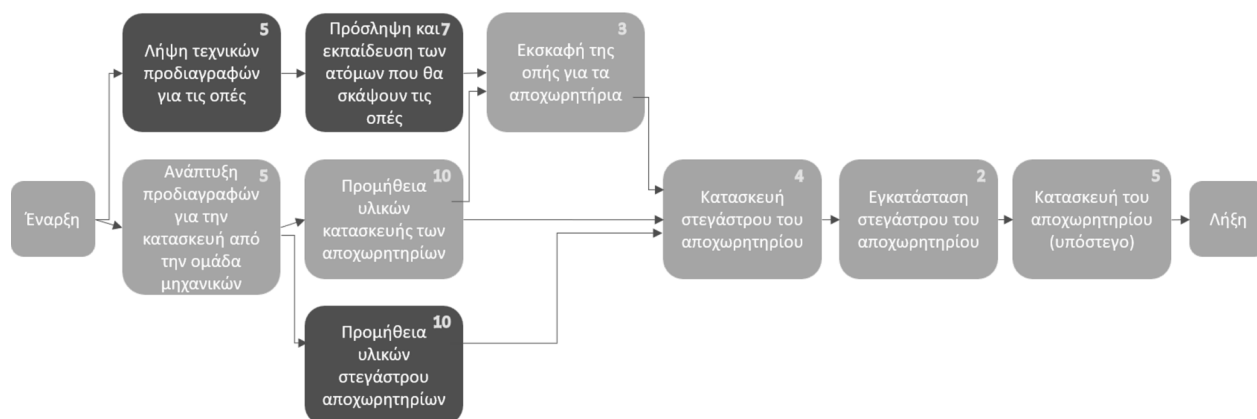 Έναρξη
5
Λήψη τεχνικών
προδιαγραφών
για τις οπές
7
Πρόσληψη και
εκπαίδευση των
ατόμων που θα
σκάψουν τις
οπές
3
Εκσκαφή της
οπής για τα
αποχωρητήρια
5
Ανάπτυξη
προδιαγραφών
για την
κατασκευή από
την ομάδα
μηχανικών
10
Προμήθεια
υλικών
κατασκευής των
αποχωρητηρίων
10
Προμήθεια
υλικών
στεγάστρου
αποχωρητηρίων
4
Κατασκευή
στεγάστρου του
αποχωρητηρίου
2
Εγκατάσταση
στεγάστρου του
αποχωρητηρίου
5
Κατασκευή του
αποχωρητηρίου
(υπόστεγο)
Λήξη